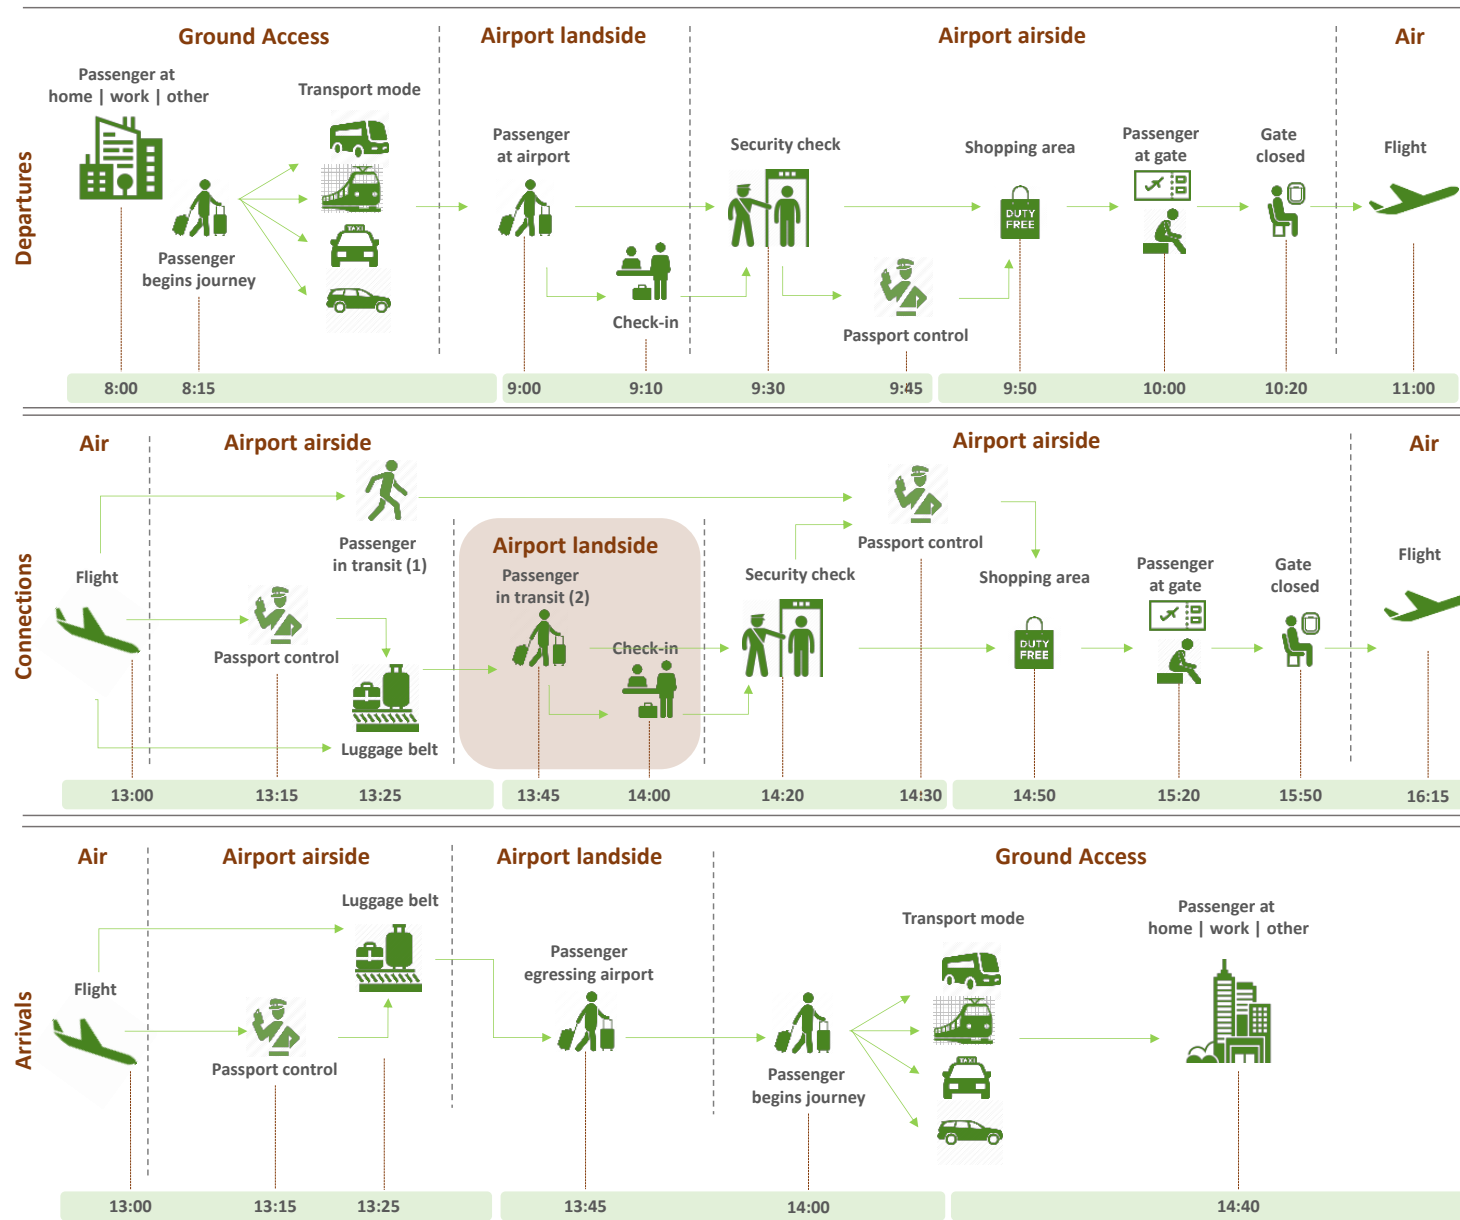 Ground Access
Airport landside
Airport airside
Air
Departures
Passenger at
home | work | other
Transport mode
Passenger
begins journey
TAXI
Passenger
at airport
Check-in
Security check
Passport control
Shopping area
DUTY
FREE
Passenger
at gate
Gate
closed
Flight
8:00
8:15
9:00
9:10
9:30
9:45
9:50
10:00
10:20
11:00
Air
Airport airside
Airport airside
Air
Connections
Flight
Passport control
Passenger
in transit (1)
Luggage belt
Airport landside
Passenger
in transit (2)
Check-in
Security check
Passport control
Shopping area
DUTY
FREE
Passenger
at gate
Gate
closed
Flight
13:00
13:15
13:25
13:45
14:00
14:20
14:30
14:50
15:20
15:50
16:15
Air
Airport airside
Airport landside
Ground Access
Arrivals
Flight
Passport control
Luggage belt
Passenger
egressing airport
Passenger
begins journey
Transport mode
TAXI
Passenger at
home | work | other
13:00
13:15
13:25
13:45
14:00
14:40